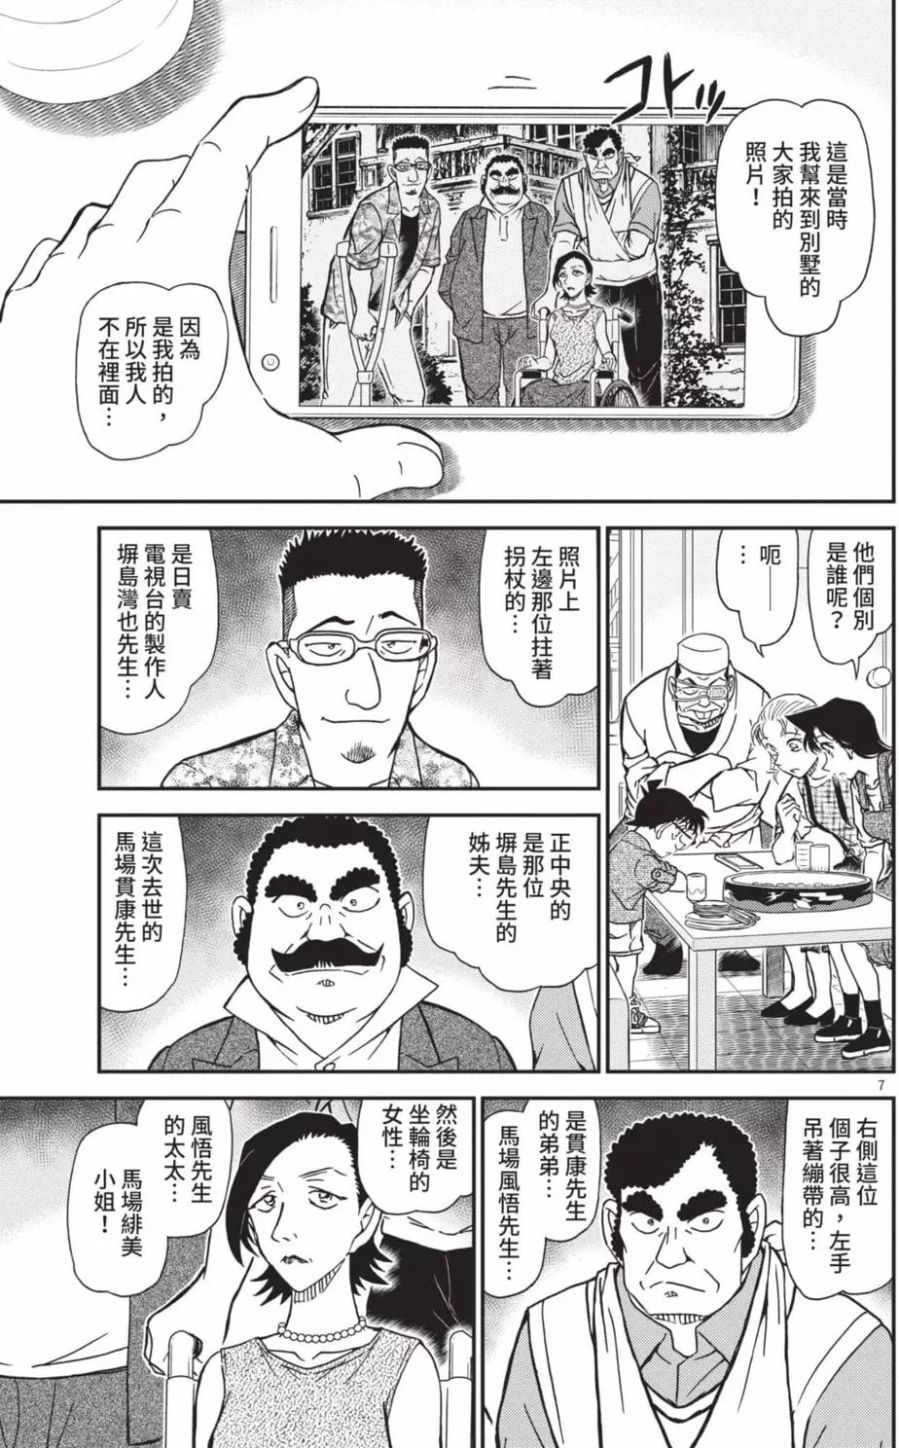 コトッ
這是當時
我幫來到別墅的
大家拍的
照片！
因為
是我拍的，
所以我人
不在裡面…
他們個別
是誰呢？
呃——
…
照片上
左邊那位拄著
拐杖的…
是日賣
電視台的製作人
塀島灣也先生…
正中央的
是那位
塀島先生的
姊夫…
這次去世的
馬場貫康先生…
7
右側這位
個子很高，左手
吊著繃帶的…
是貫康先生
的弟弟…
馬場風悟先生…
然後是
坐輪椅的
女性…
風悟先生
的太太…
馬場緋美
小姐！